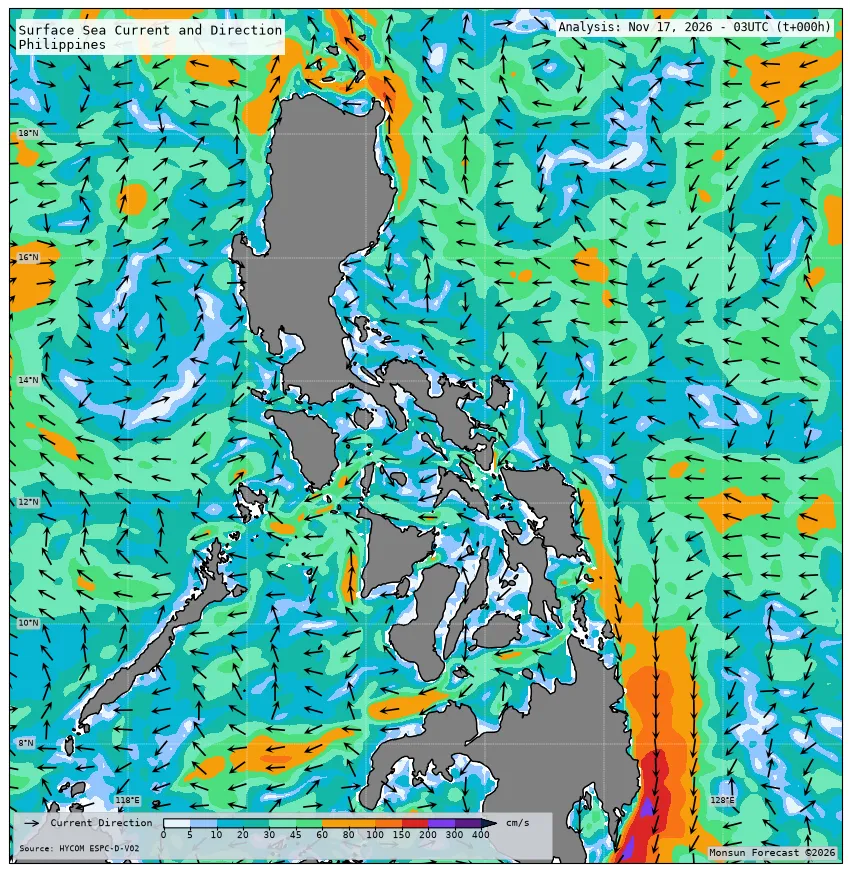 Surface Sea Current and Direction
Philippines
Analysis: Nov 17, 2026 - 03UTC (t+000h)
18°N
16°N
14°N
12°N
10°N
8°N
118°E
128°E
Current Direction
0 5 10 20 30 45 60 80 100 150 200 300 400 cm/s
Source: HYCOM ESPC-D-V02
Monsun Forecast ©2026